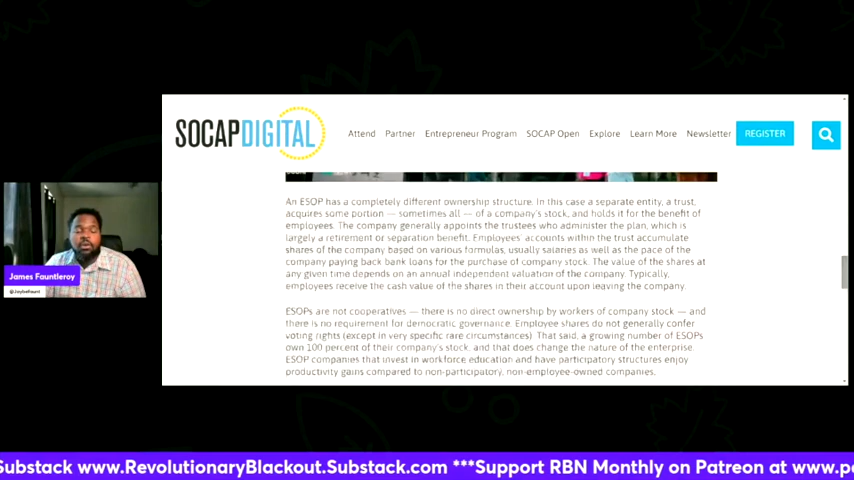 SOCAPDIGITAL
Attend Partner Entrepreneur Program SOCAP Open Explore Learn More Newsletter REGISTER
An ESOP has a completely different ownership structure. In this case a separate entity, a trust,
acquires some portion — sometimes all — of a company's stock, and holds it for the benefit of
employees. The company generally appoints the trustees who administer the plan, which is
largely a retirement or separation benefit. Employees' accounts within the trust accumulate
shares of the company based on various formulas, usually salaries as well as the pace of the
company paying back bank loans for the purchase of company stock. The value of the shares at
any given time depends on an annual independent valuation of the company. Typically,
employees receive the cash value of the shares in their account upon leaving the company.
ESOPs are not cooperatives — there is no direct ownership by workers of company stock — and
there is no requirement for democratic governance. Employee shares do not generally confer
voting rights (except in very specific rare circumstances). That said, a growing number of ESOPs
own 100 percent of their company's stock, and that does change the nature of the enterprise.
ESOP companies that invest in workforce education and have participatory structures enjoy
productivity gains compared to non-participatory, non-employee-owned companies.
James Fauntleroy
Substack www.RevolutionaryBlackout.Substack.com ***Support RBN Monthly on Patreon at www.p